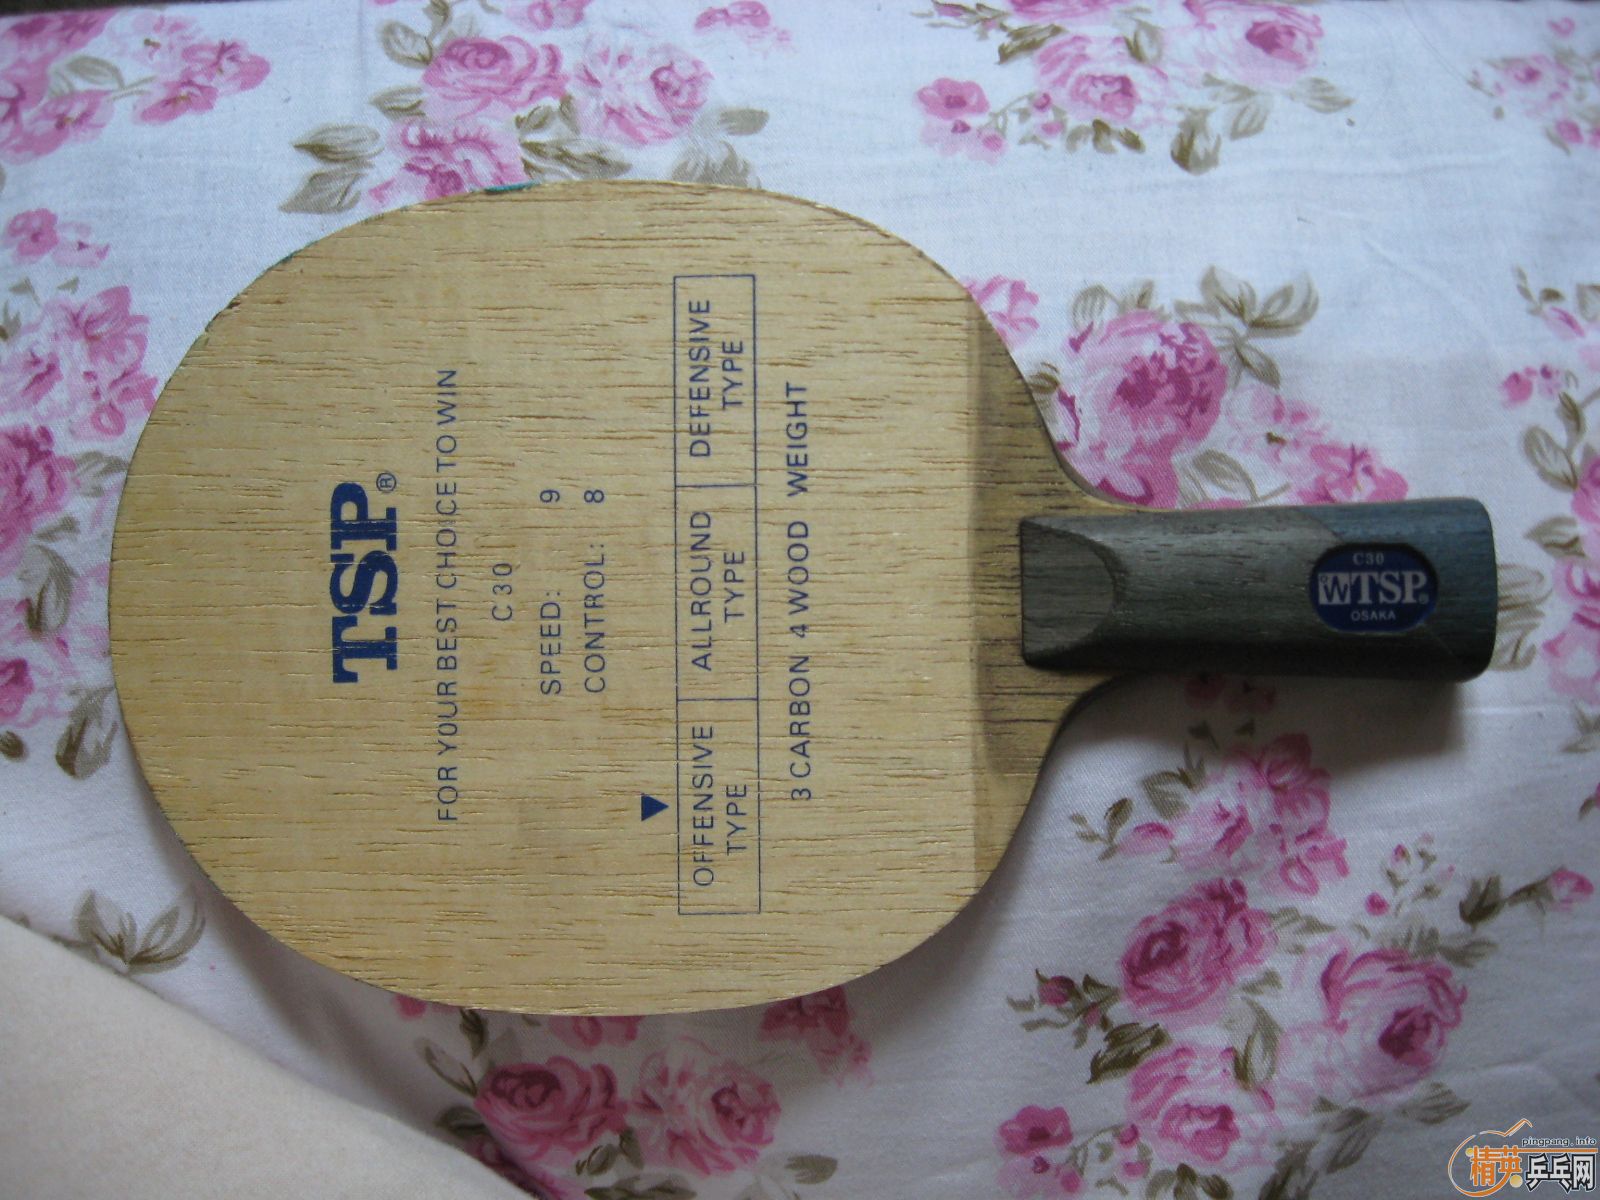 TSP®
FOR YOUR BEST CHOICE TO WIN
C30
SPEED: 9
CONTROL: 8
OFFENSIVE TYPE
ALLROUND TYPE
DEFENSIVE TYPE
3 CARBON 4 WOOD WEIGHT
C30
TSP
OSAKA
pingpang.info
精英乒乓网